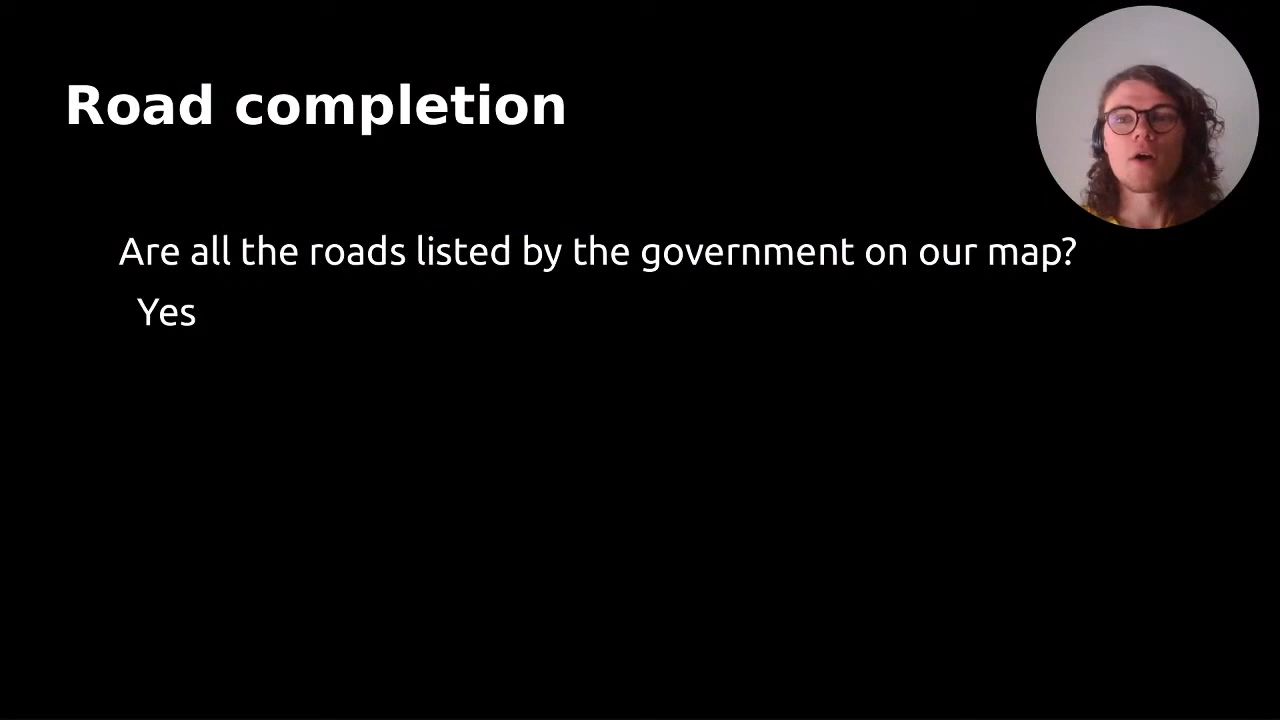 Road completion
Are all the roads listed by the government on our map?
Yes